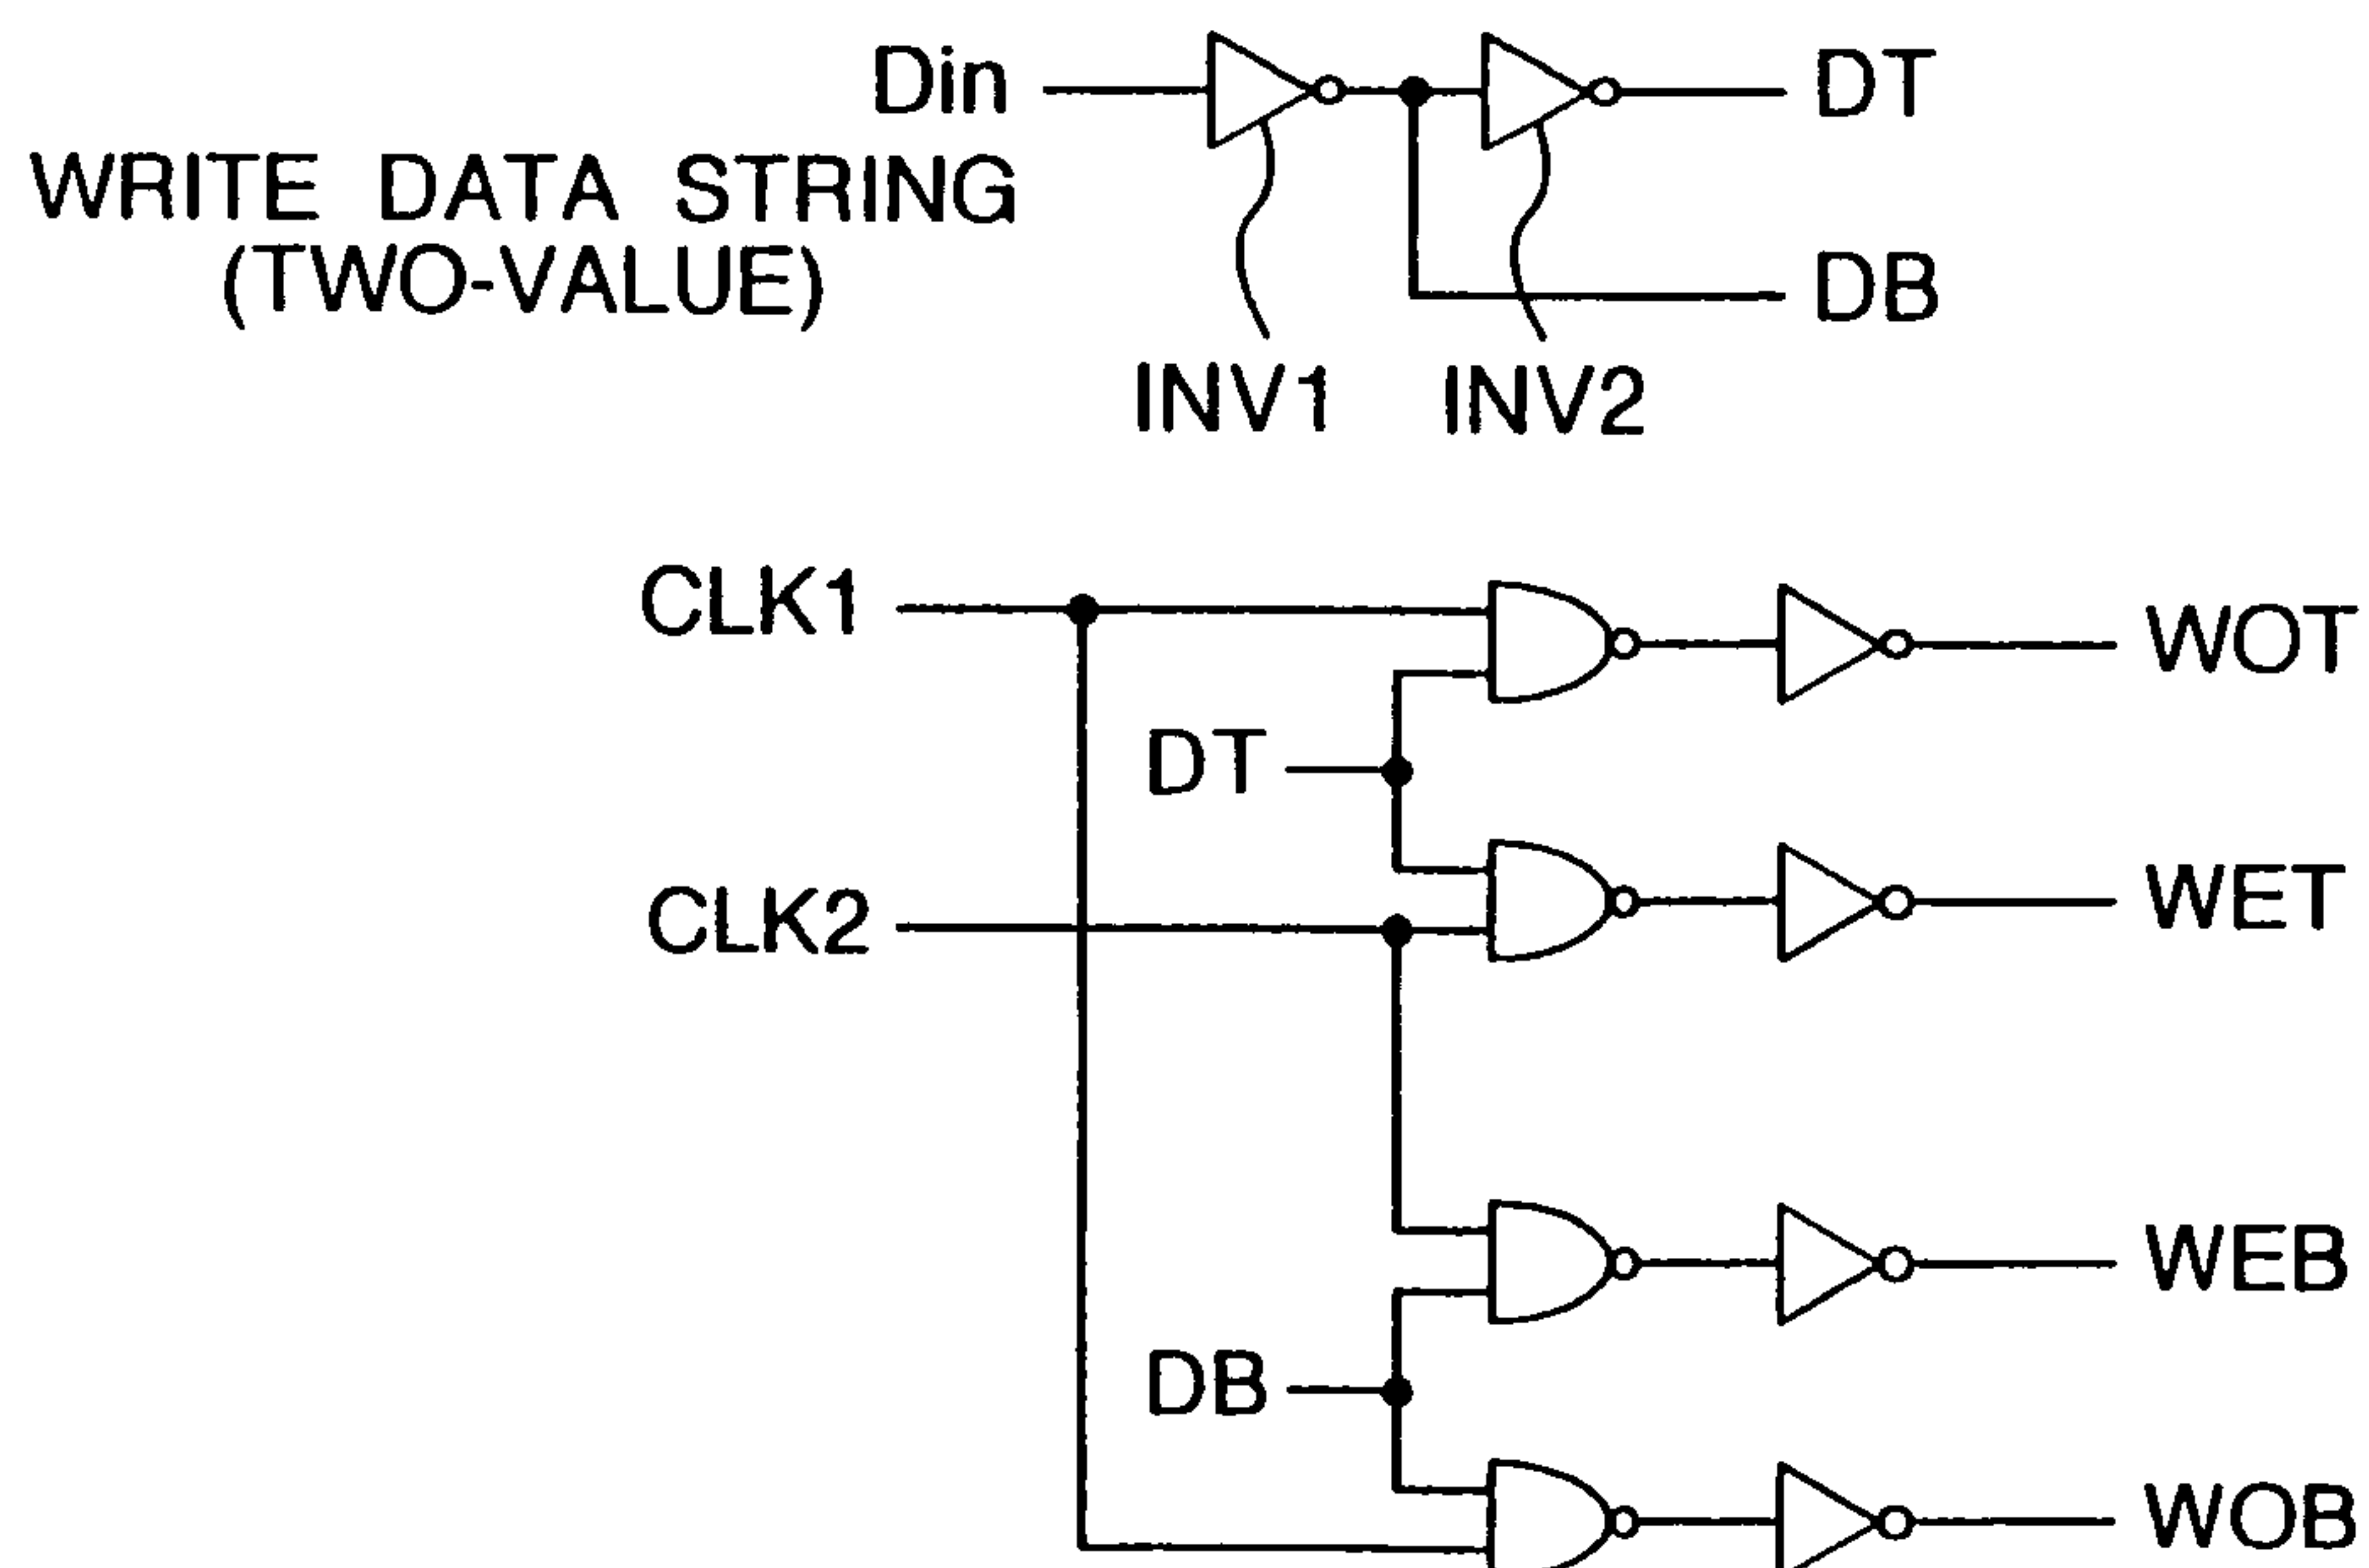 Din
DT
WRITE DATA STRING
(TWO-VALUE)
DB
INV1
INV2
CLK1
WOT
DT
CLK2
WET
WEB
DB
WOB